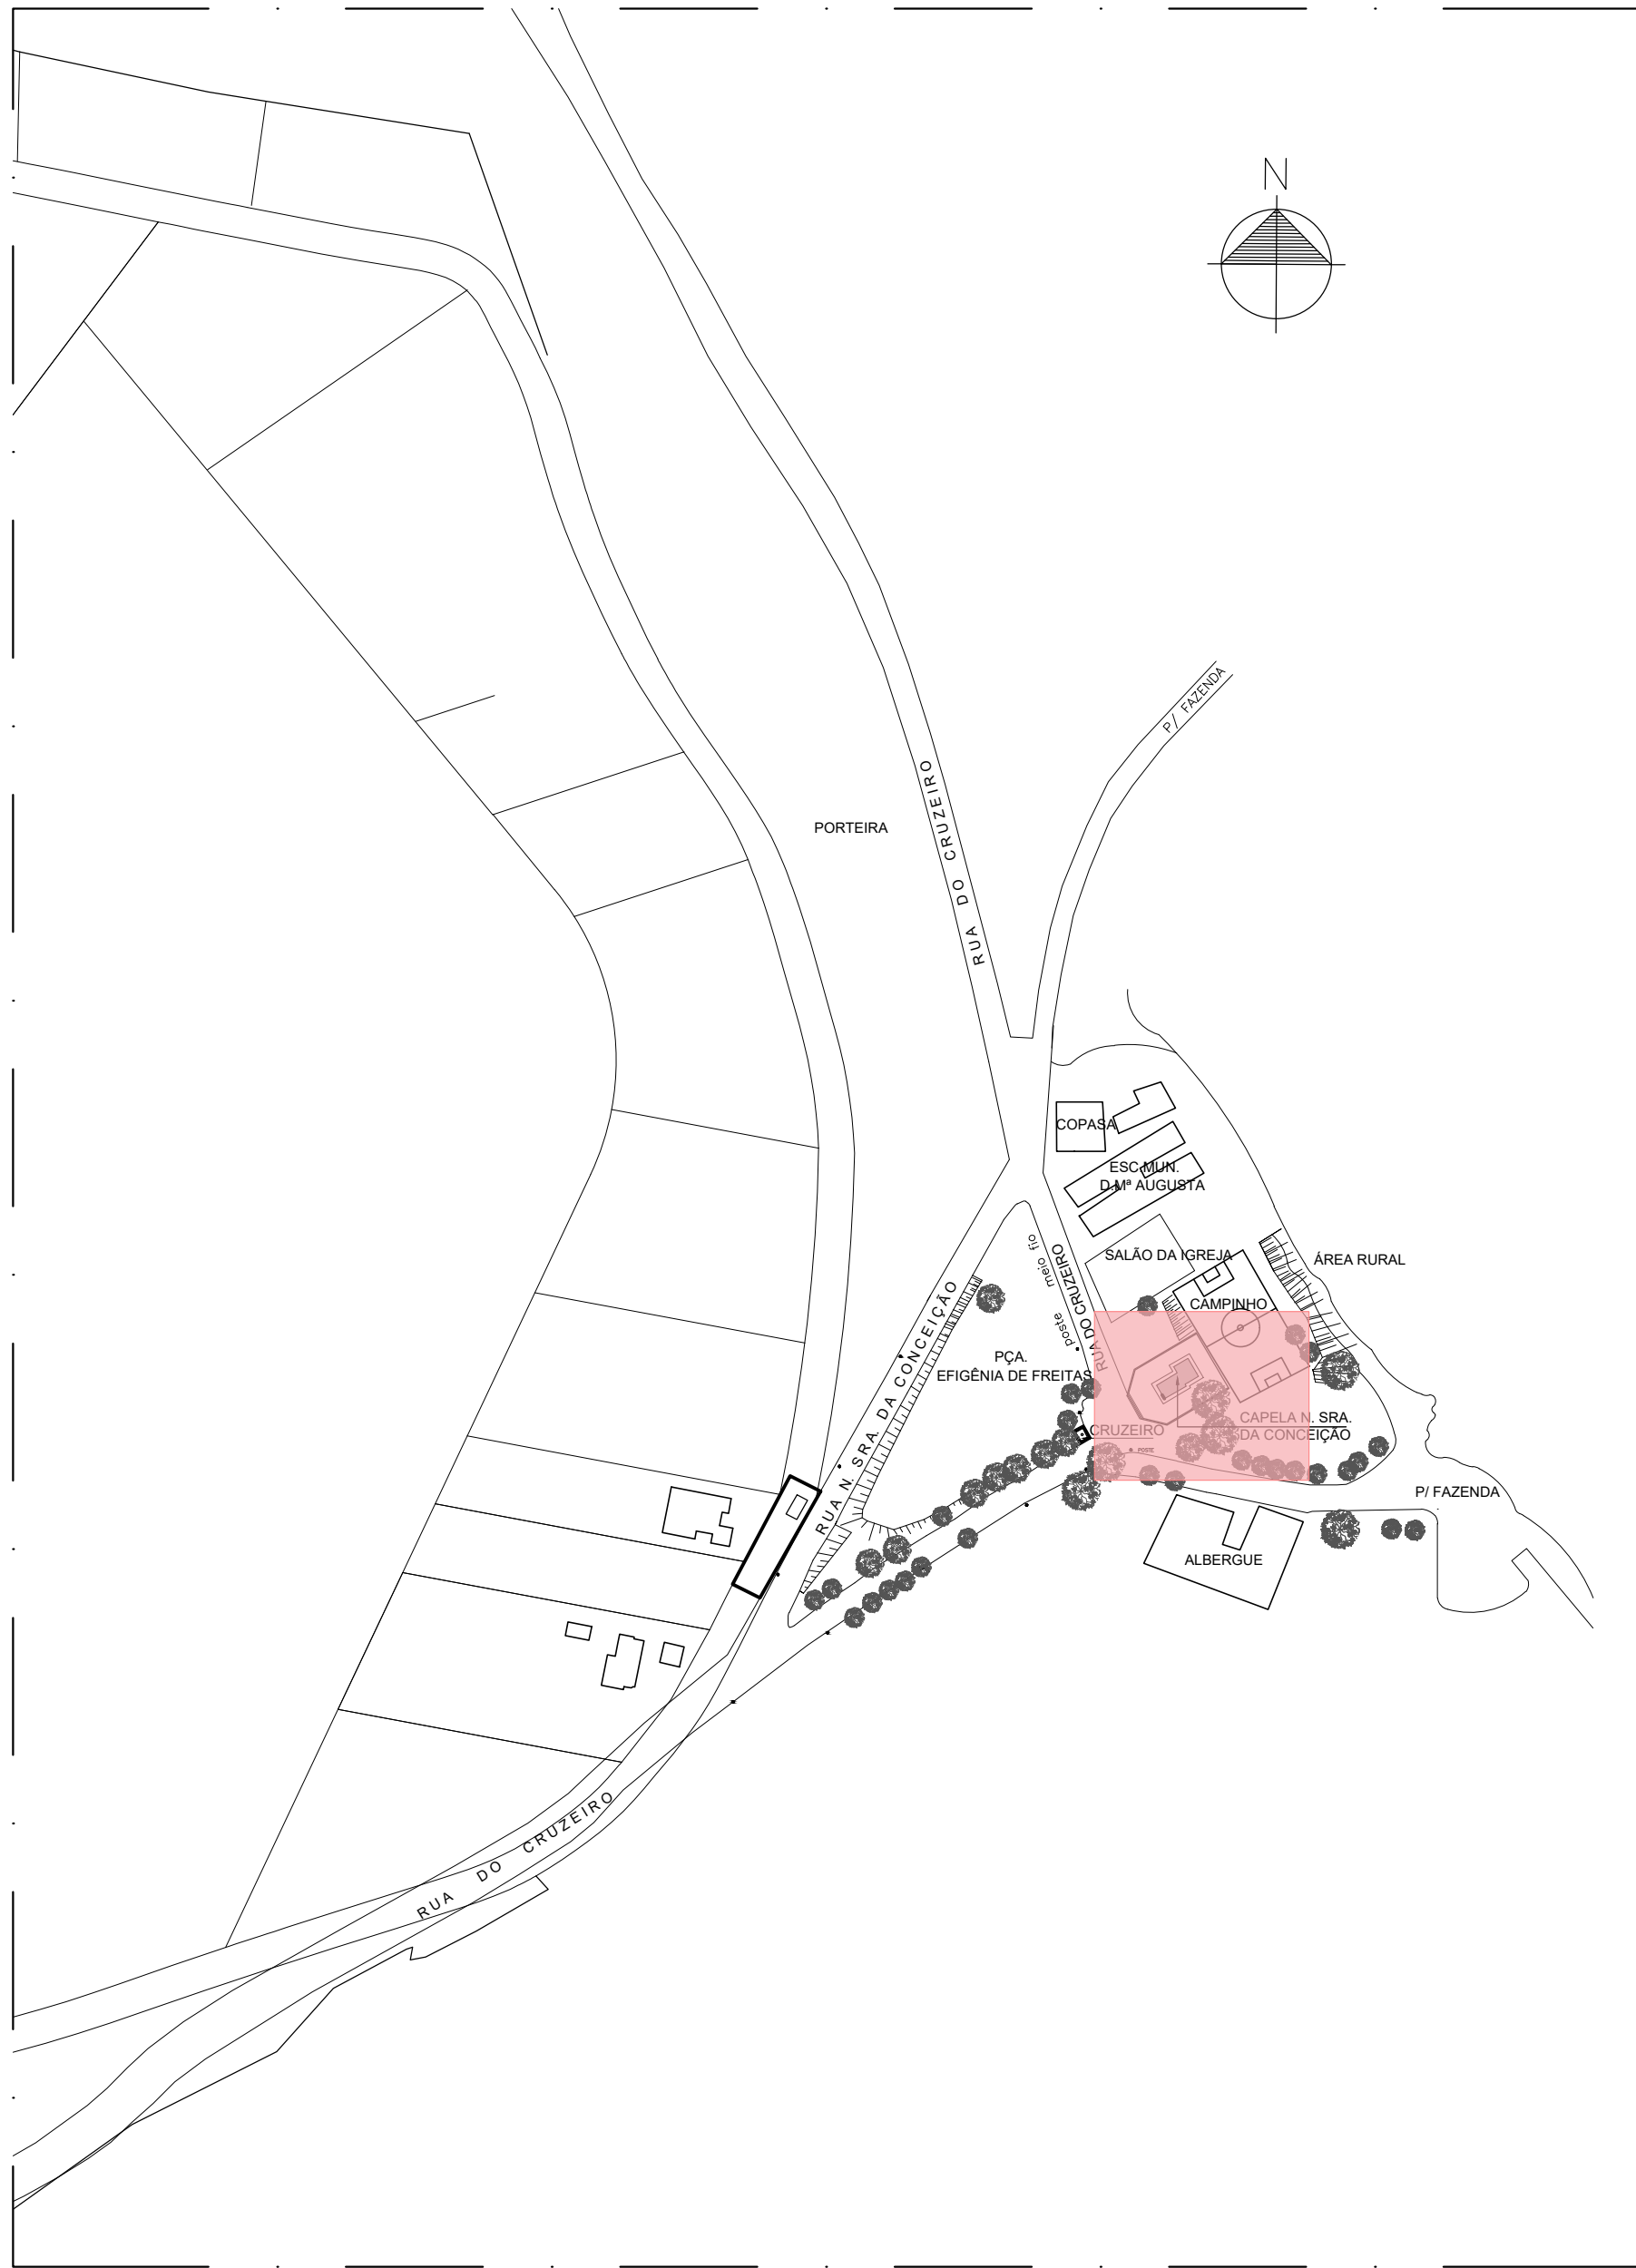 N
P/ FAZENDA
RUA DO CRUZEIRO
PORTEIRA
COPASA
ESC.MUN.
D.Mª AUGUSTA
SALÃO DA IGREJA
ÁREA RURAL
meio fio
poste
RUA DO CRUZEIRO
CAMPINHO
RUA N. SRA. DA CONCEIÇÃO
PÇA.
EFIGÊNIA DE FREITAS
CAPELA N. SRA.
DA CONCEIÇÃO
CRUZEIRO
POSTE
P/ FAZENDA
ALBERGUE
RUA DO CRUZEIRO